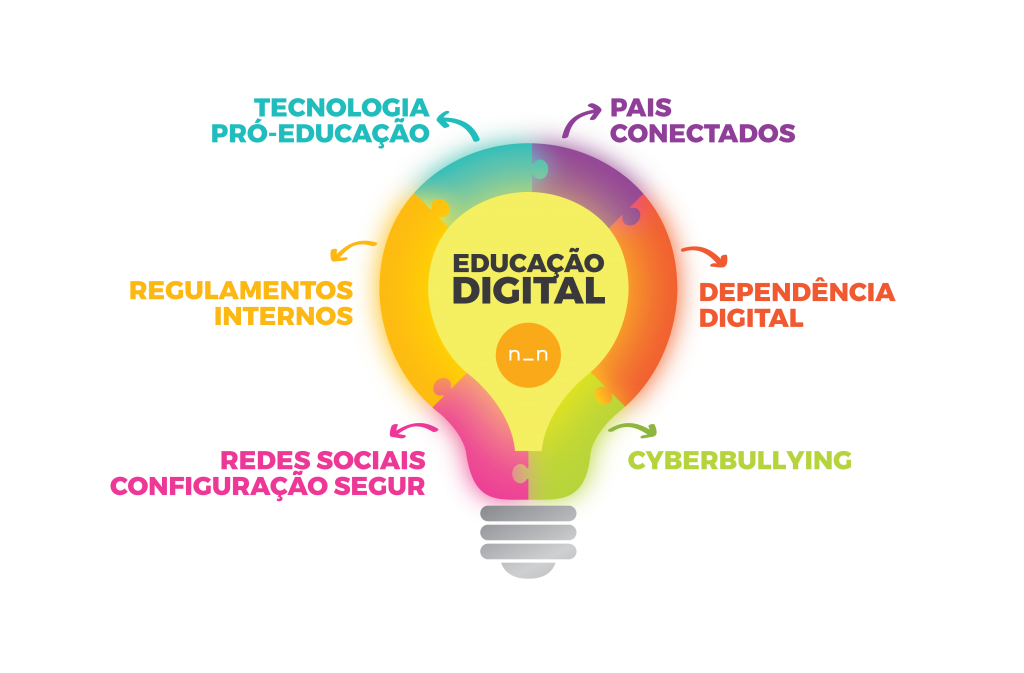 TECNOLOGIA
PRÓ-EDUCAÇÃO
PAIS
CONECTADOS
REGULAMENTOS
INTERNOS
EDUCAÇÃO
DIGITAL
n_n
DEPENDÊNCIA
DIGITAL
REDES SOCIAIS
CONFIGURAÇÃO SEGUR
CYBERBULLYING